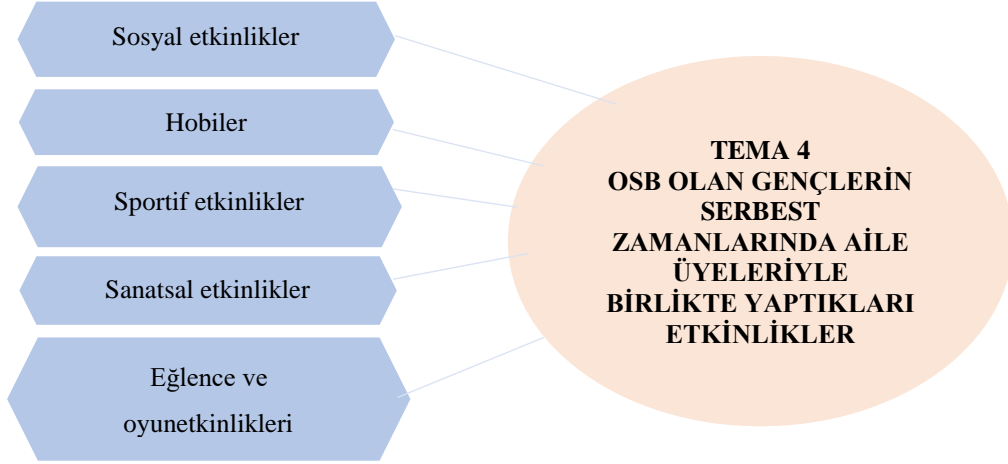 Sosyal etkinlikler
Hobiler
Sportif etkinlikler
Sanatsal etkinlikler
Eğlence ve
oyunetkinlikleri
TEMA 4
OSB OLAN GENÇLERİN
SERBEST
ZAMANLARINDA AİLE
ÜYELERİYLE
BİRLİKTE YAPTIKLARI
ETKİNLİKLER